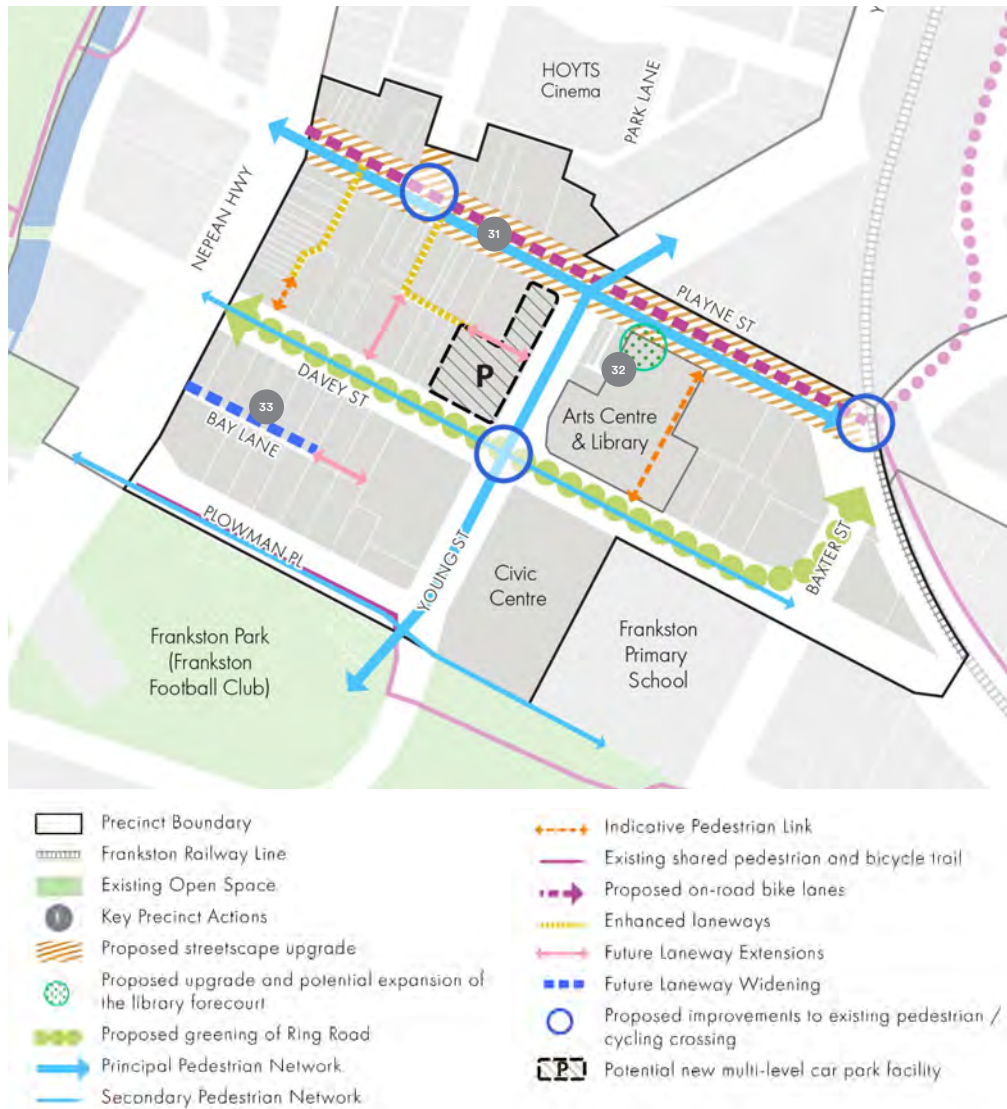 HOYTS
Cinema
PARK LANE
Y
NEPEAN HWY
31
PLAYNE ST
32
P
DAVEY ST
33
BAY LANE
Arts Centre
& Library
PLOWMAN PL
YOUNG ST
BAXTER ST
Civic
Centre
Frankston Park
(Frankston
Football Club)
Frankston
Primary
School
Precinct Boundary
Frankston Railway Line
Existing Open Space
Key Precinct Actions
Proposed streetscape upgrade
Proposed upgrade and potential expansion of
the library forecourt
Proposed greening of Ring Road
Principal Pedestrian Network
Secondary Pedestrian Network
Indicative Pedestrian Link
Existing shared pedestrian and bicycle trail
Proposed on-road bike lanes
Enhanced laneways
Future Laneway Extensions
Future Laneway Widening
Proposed improvements to existing pedestrian /
cycling crossing
P
Potential new multi-level car park facility